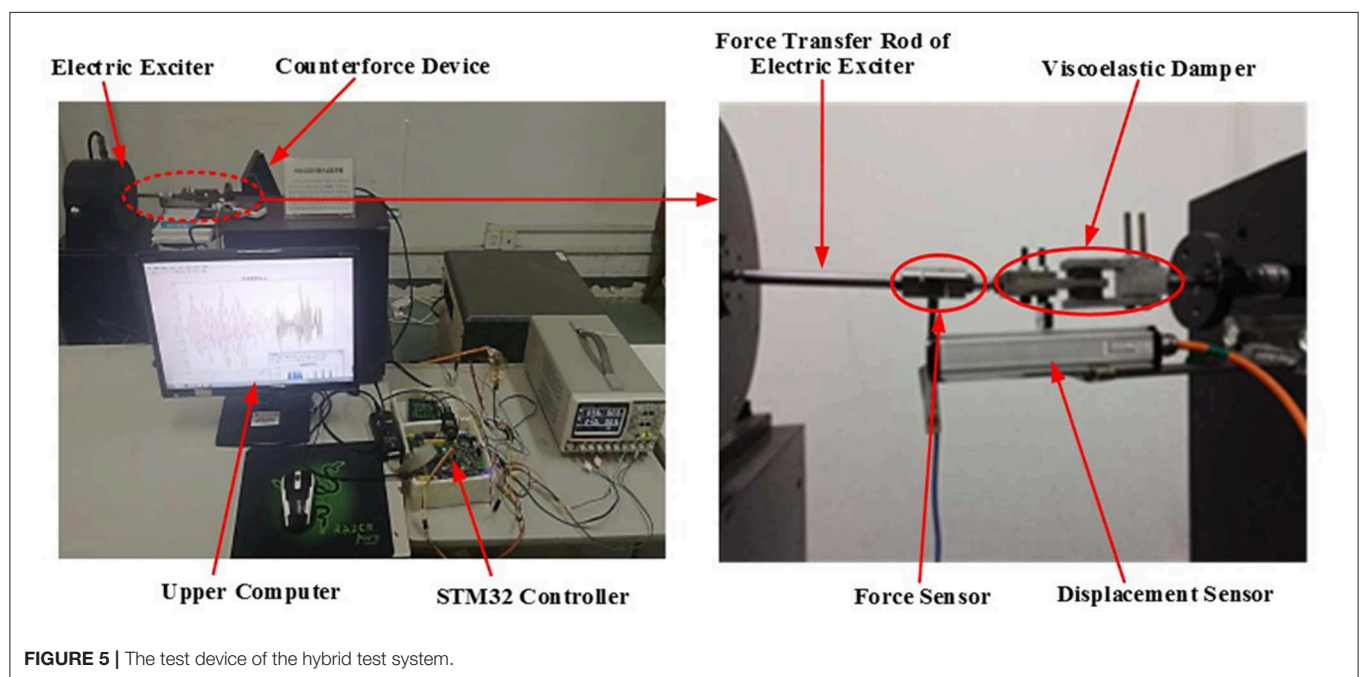 Electric Exciter
Counterforce Device
Force Transfer Rod of
Electric Exciter
Viscoelastic Damper
Upper Computer
STM32 Controller
Force Sensor
Displacement Sensor
FIGURE 5 | The test device of the hybrid test system.